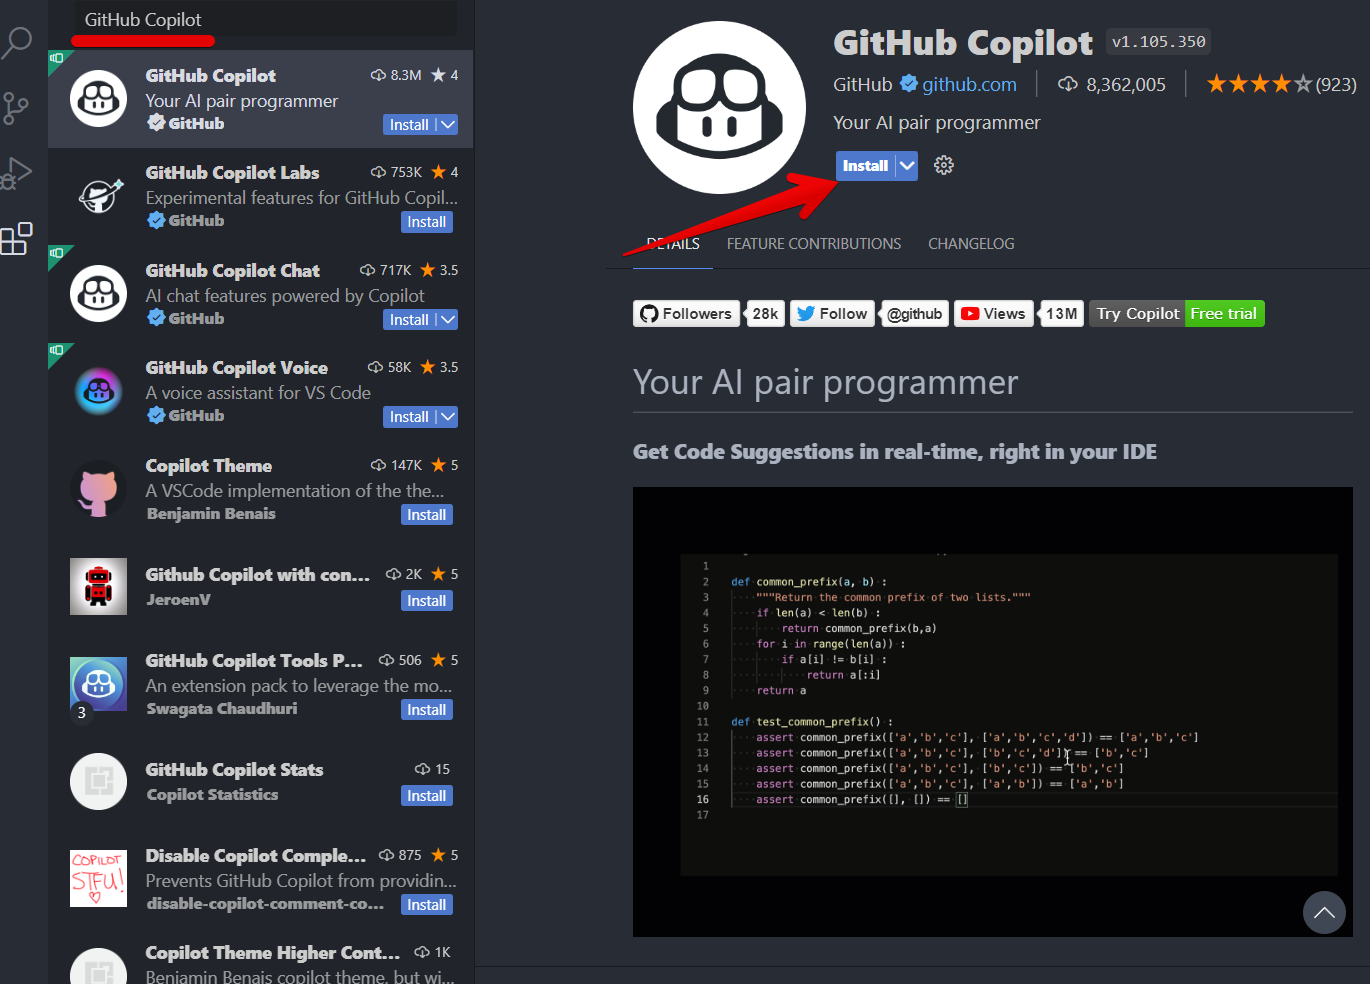 GitHub Copilot
GitHub Copilot 8.3M 4
Your AI pair programmer
GitHub Install
GitHub Copilot Labs 753K 4
Experimental features for GitHub Copil...
GitHub Install
GitHub Copilot Chat 717K 3.5
AI chat features powered by Copilot
GitHub Install
GitHub Copilot Voice 58K 3.5
A voice assistant for VS Code
GitHub Install
Copilot Theme 147K 5
A VSCode implementation of the the...
Benjamin Benais Install
Github Copilot with con... 2K 5
JeroenV Install
GitHub Copilot Tools P... 506 5
An extension pack to leverage the mo...
3 Swagata Chaudhuri Install
GitHub Copilot Stats 15
Copilot Statistics Install
COPILOT
STFU!
Disable Copilot Comple... 875 5
Prevents GitHub Copilot from providin...
disable-copilot-comment-co... Install
Copilot Theme Higher Cont... 1K
Benjamin Benais copilot theme, but wi...
GitHub Copilot v1.105.350
GitHub github.com 8,362,005 (923)
Your AI pair programmer
Install
DETAILS FEATURE CONTRIBUTIONS CHANGELOG
Followers 28k Follow @github Views 13M Try Copilot Free trial
Your AI pair programmer
Get Code Suggestions in real-time, right in your IDE
1
2 def common_prefix(a, b) :
3 """Return the common prefix of two lists."""
4 if len(a) < len(b) :
5 return common_prefix(b,a)
6 for i in range(len(a)) :
7 if a[i] != b[i] :
8 return a[:i]
9 return a
10
11 def test_common_prefix() :
12 assert common_prefix(['a','b','c'], ['a','b','c','d']) == ['a','b','c']
13 assert common_prefix(['a','b','c'], ['b','c','d']) == ['b','c']
14 assert common_prefix(['a','b','c'], ['b','c']) == ['b','c']
15 assert common_prefix(['a','b','c'], ['a','b']) == ['a','b']
16 assert common_prefix([], []) == []
17